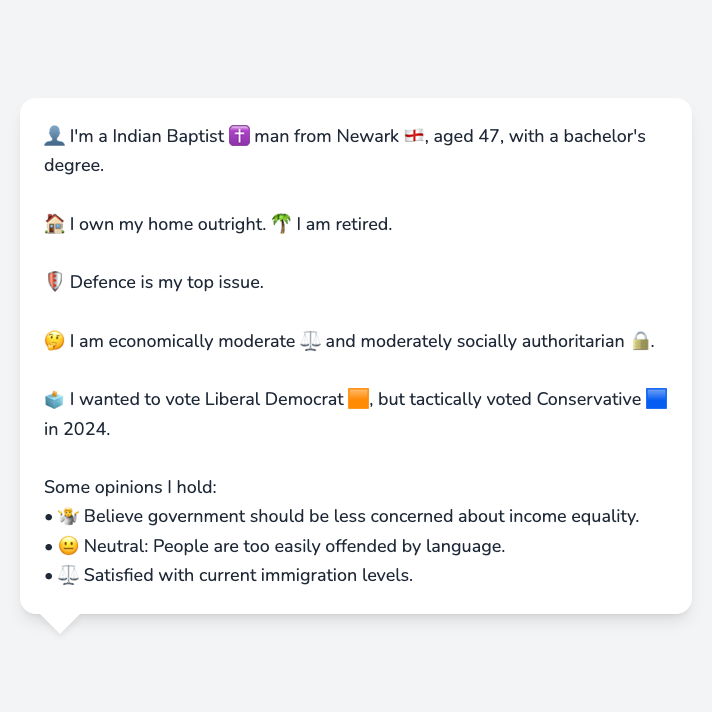 👤 I'm a Indian Baptist ✝️ man from Newark 🏴󠁧󠁢󠁥󠁮󠁧󠁿, aged 47, with a bachelor's
degree.
🏠 I own my home outright. 🌴 I am retired.
🛡️ Defence is my top issue.
🤔 I am economically moderate ⚖️ and moderately socially authoritarian 🔒.
🗳️ I wanted to vote Liberal Democrat 🟧, but tactically voted Conservative 🟦
in 2024.
Some opinions I hold:
• 🤷 Believe government should be less concerned about income equality.
• 😐 Neutral: People are too easily offended by language.
• ⚖️ Satisfied with current immigration levels.